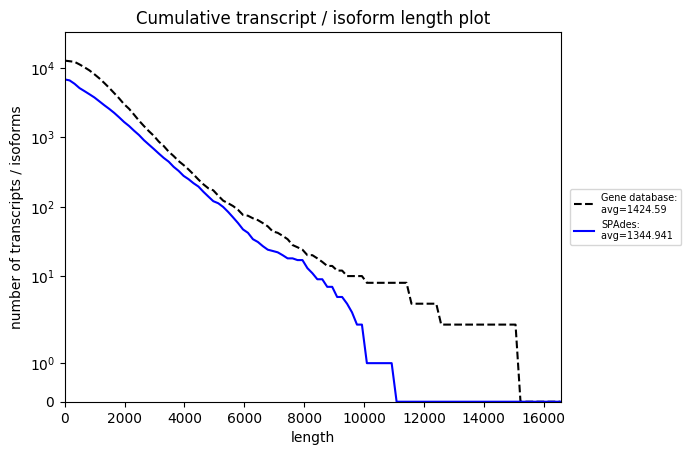 Cumulative transcript / isoform length plot
number of transcripts / isoforms
10^4
10^3
10^2
10^1
10^0
0
0 2000 4000 6000 8000 10000 12000 14000 16000
length
Gene database:
avg=1424.59
SPAdes:
avg=1344.941